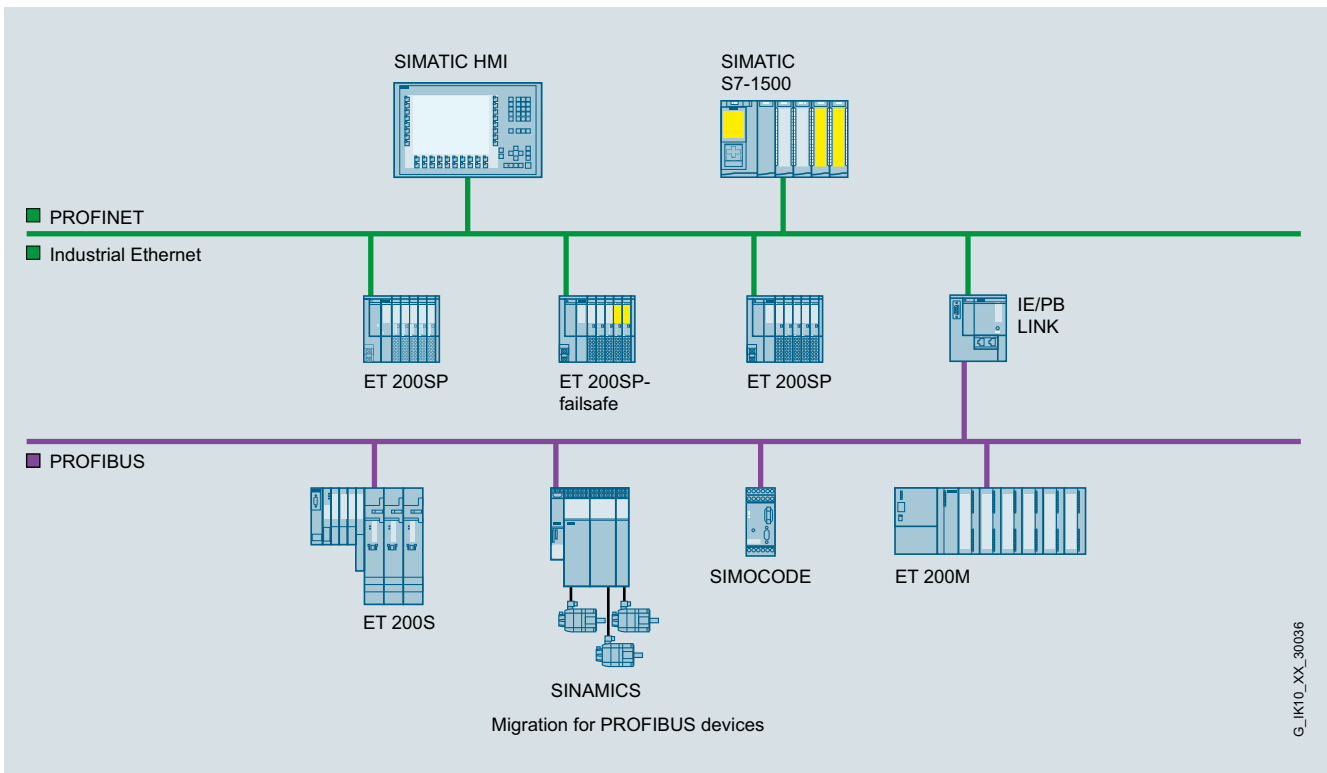 SIMATIC HMI
SIMATIC
S7-1500
PROFINET
Industrial Ethernet
IE/PB
LINK
ET 200SP
ET 200SP-
failsafe
ET 200SP
PROFIBUS
SIMOCODE
ET 200M
ET 200S
SINAMICS
Migration for PROFIBUS devices
G_IK10_XX_30036